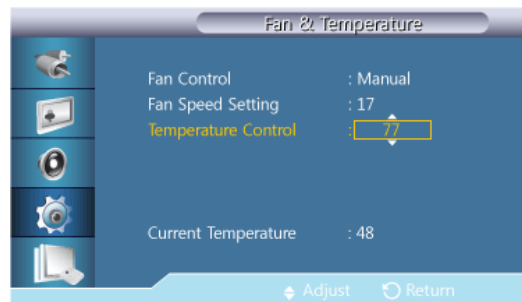 Fan & Temperature
Fan Control : Manual
Fan Speed Setting : 17
Temperature Control : 77
Current Temperature : 48
Adjust Return